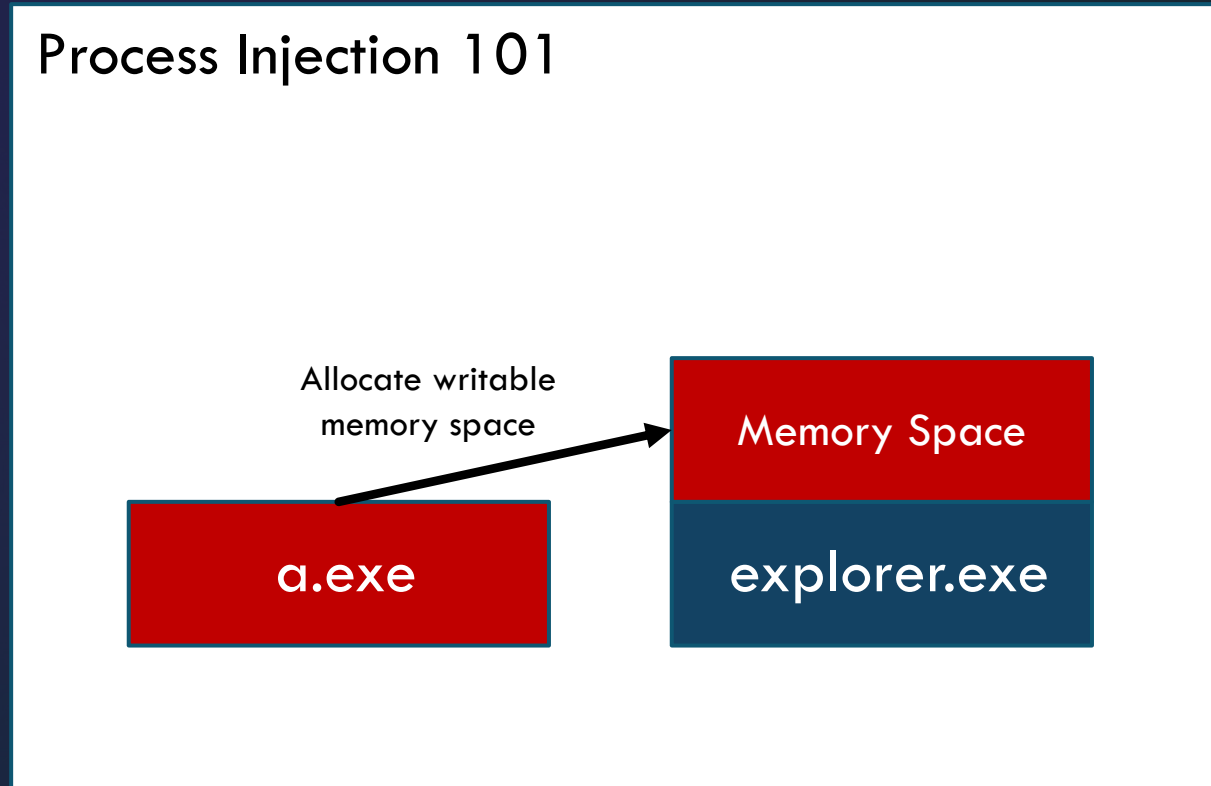 Process Injection 101
Allocate writable
memory space
Memory Space
a.exe
explorer.exe